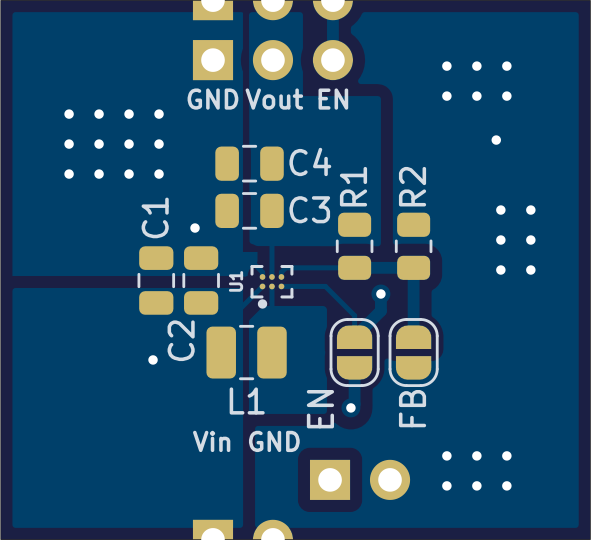 GND Vout EN
C4
C3
R1
R2
C1
U1
C2
L1
EN
FB
Vin GND